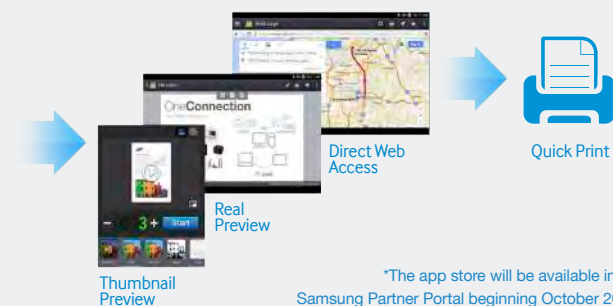 OneConnection
Direct Web
Access
Quick Print
Real
Preview
3+
Start
Thumbnail
Preview
*The app store will be available in
Samsung Partner Portal beginning October 20